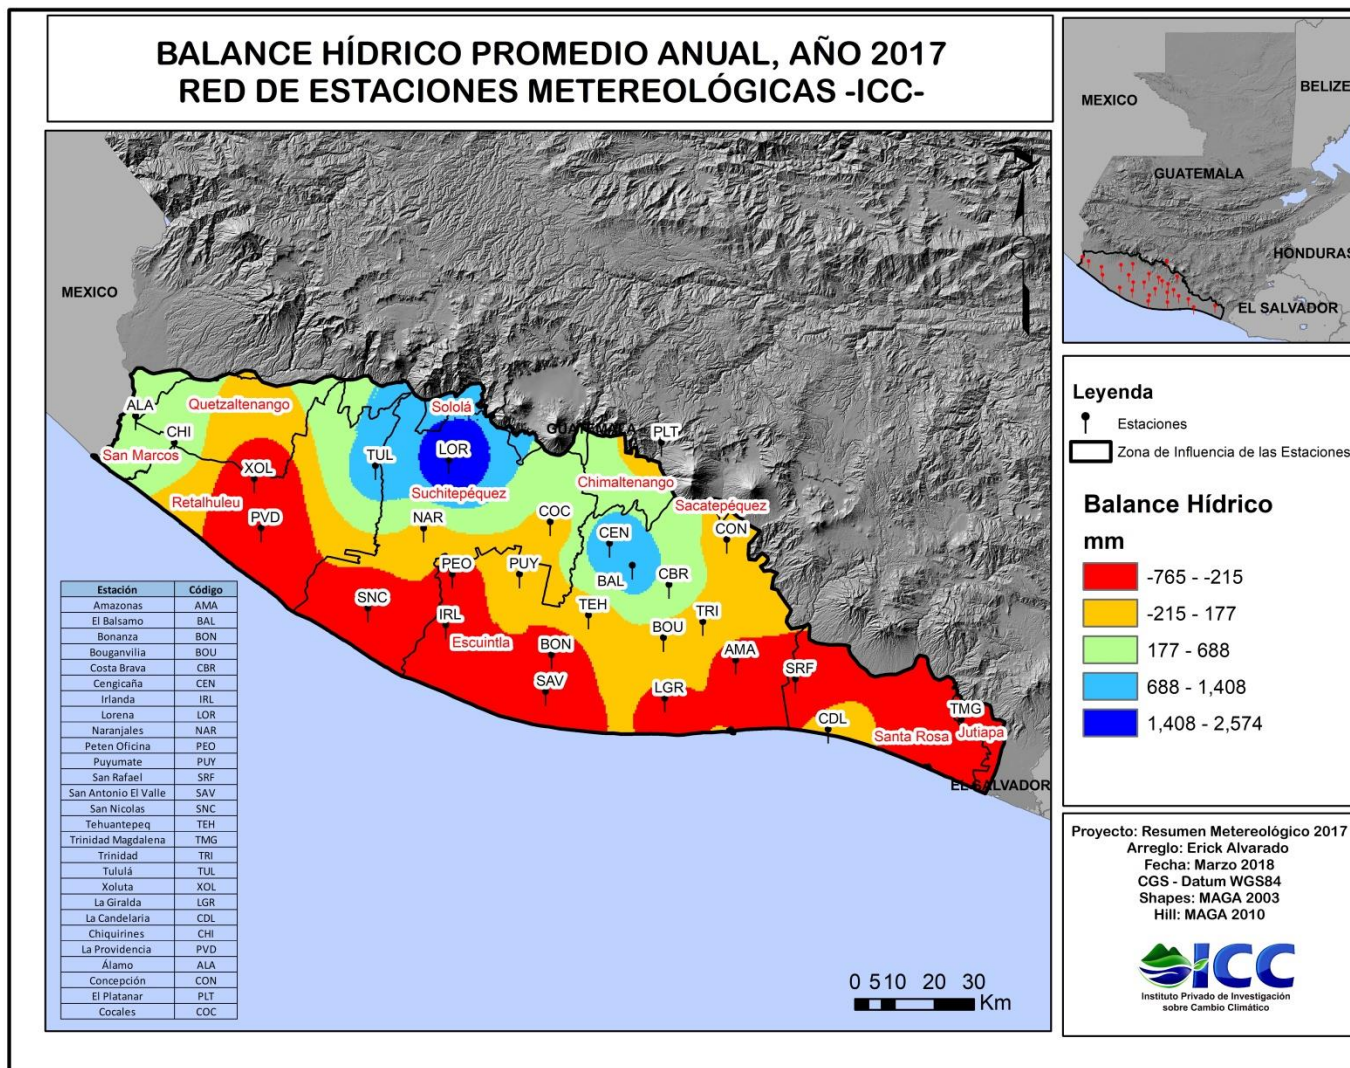 BALANCE HÍDRICO PROMEDIO ANUAL, AÑO 2017
RED DE ESTACIONES METEREOLÓGICAS -ICC-
MEXICO
BELIZE
GUATEMALA
HONDURAS
EL SALVADOR
MEXICO
ALA
CHI
Quetzaltenango
San Marcos
XOL
Retalhuleu
PVD
TUL
Sololá
LOR
Suchitepéquez
GUATEMALA
PLT
Chimaltenango
Sacatepéquez
NAR
COC
CEN
CON
PEO
PUY
BAL
CBR
SNC
IRL
TEH
TRI
Escuintla
BON
BOU
AMA
SRF
SAV
LGR
CDL
TMG
Santa Rosa
Jutiapa
EL SALVADOR
Estación Código
Amazonas AMA
El Balsamo BAL
Bonanza BON
Bouganvilia BOU
Costa Brava CBR
Cengicaña CEN
Irlanda IRL
Lorena LOR
Naranjales NAR
Peten Oficina PEO
Puyumate PUY
San Rafael SRF
San Antonio El Valle SAV
San Nicolas SNC
Tehuantepeq TEH
Trinidad Magdalena TMG
Trinidad TRI
Tululá TUL
Xoluta XOL
La Giralda LGR
La Candelaria CDL
Chiquirines CHI
La Providencia PVD
Álamo ALA
Concepción CON
El Platanar PLT
Cocales COC
0 5 10 20 30
Km
Leyenda
Estaciones
Zona de Influencia de las Estaciones
Balance Hídrico
mm
-765 - -215
-215 - 177
177 - 688
688 - 1,408
1,408 - 2,574
Proyecto: Resumen Metereológico 2017
Arreglo: Erick Alvarado
Fecha: Marzo 2018
CGS - Datum WGS84
Shapes: MAGA 2003
Hill: MAGA 2010
ICC
Instituto Privado de Investigación
sobre Cambio Climático